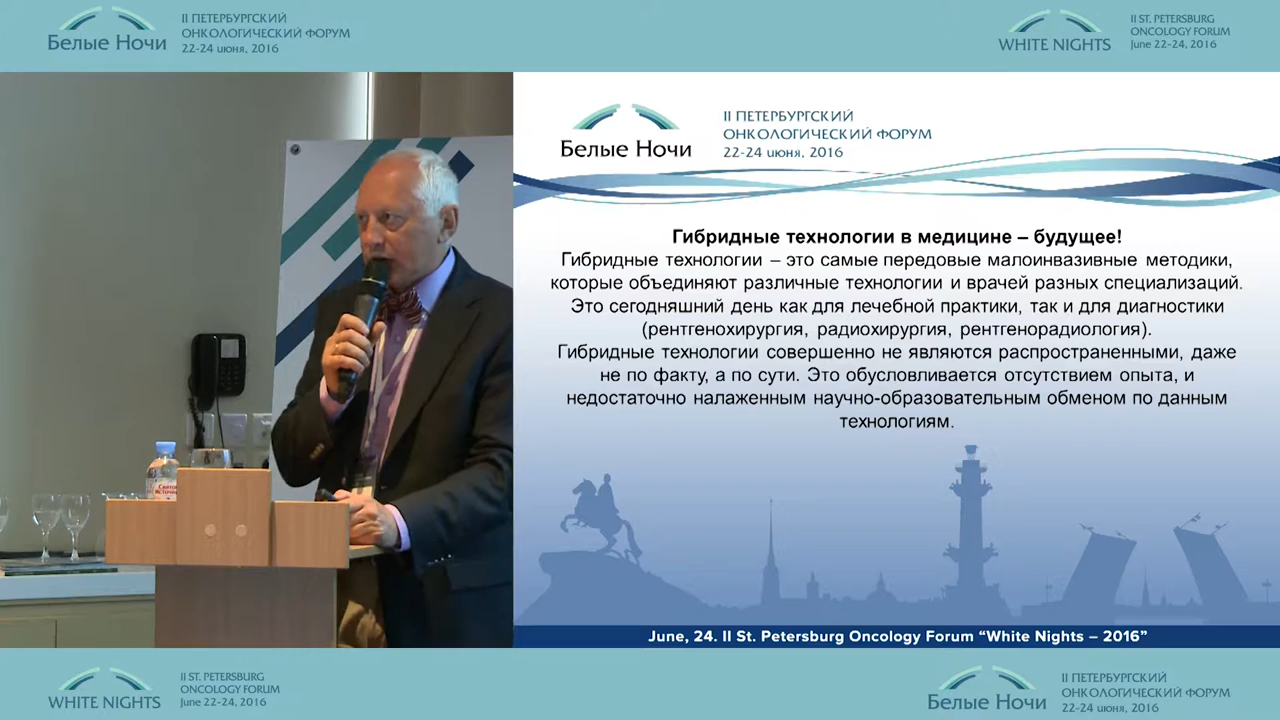 Белые Ночи
II ПЕТЕРБУРГСКИЙ
ОНКОЛОГИЧЕСКИЙ ФОРУМ
22-24 июня, 2016
WHITE NIGHTS
II ST. PETERSBURG
ONCOLOGY FORUM
June 22-24, 2016
Белые Ночи
II ПЕТЕРБУРГСКИЙ
ОНКОЛОГИЧЕСКИЙ ФОРУМ
22-24 июня, 2016
Гибридные технологии в медицине – будущее!
Гибридные технологии – это самые передовые малоинвазивные методики,
которые объединяют различные технологии и врачей разных специализаций.
Это сегодняшний день как для лечебной практики, так и для диагностики
(рентгенохирургия, радиохирургия, рентгенорадиология).
Гибридные технологии совершенно не являются распространенными, даже
не по факту, а по сути. Это обусловливается отсутствием опыта, и
недостаточно налаженным научно-образовательным обменом по данным
технологиям.
Святой
Источник
June, 24. II St. Petersburg Oncology Forum “White Nights – 2016”
WHITE NIGHTS
II ST. PETERSBURG
ONCOLOGY FORUM
June 22-24, 2016
Белые Ночи
II ПЕТЕРБУРГСКИЙ
ОНКОЛОГИЧЕСКИЙ ФОРУМ
22-24 июня, 2016